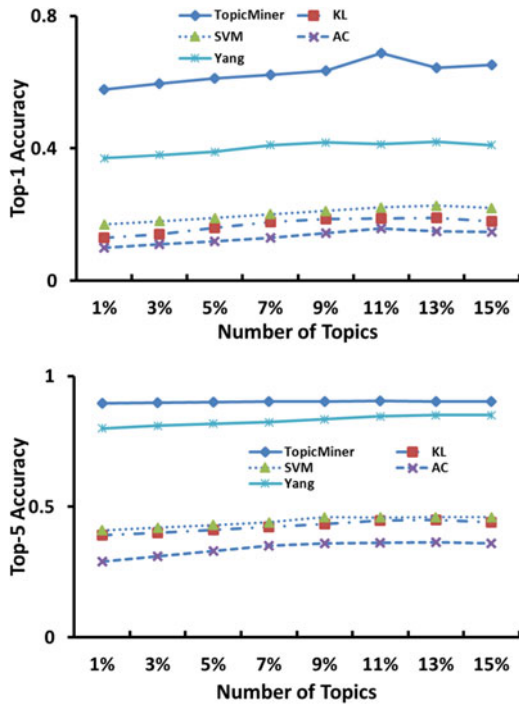 0.8
TopicMiner KL
SVM AC
Yang
Top-1 Accuracy
0.4
0
1% 3% 5% 7% 9% 11% 13% 15%
Number of Topics
1
TopicMiner KL
SVM AC
Yang
Top-5 Accuracy
0.5
0
1% 3% 5% 7% 9% 11% 13% 15%
Number of Topics